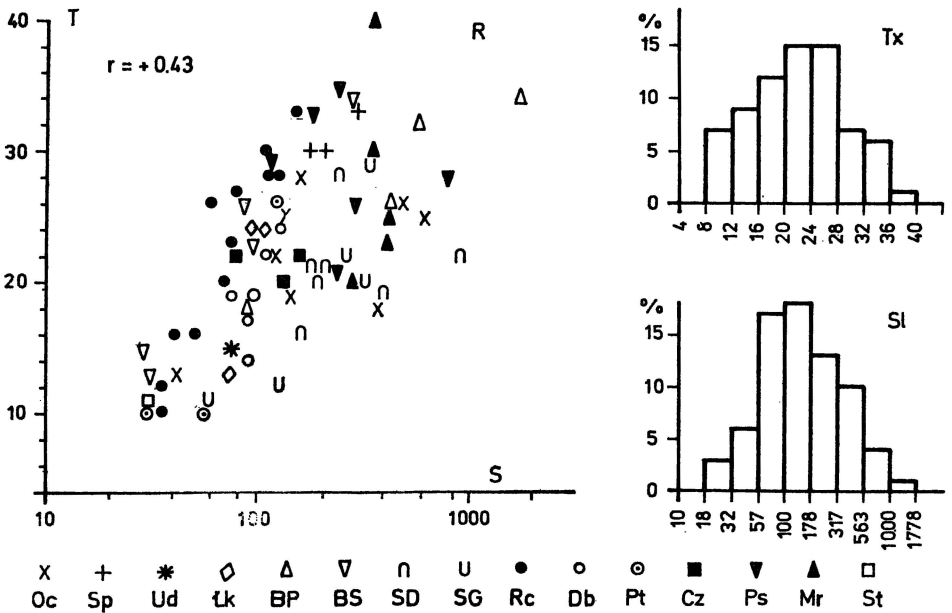 T
40
30
20
10
r = + 0.43
R
S
10 100 1000
%
15
10
5
0
Tx
4 8 12 16 20 24 28 32 36 40
%
15
10
5
0
Sl
10 18 32 57 100 178 317 563 1000 1778
Oc Sp Ud Łk BP BS SD SG Rc Db Pt Cz Ps Mr St